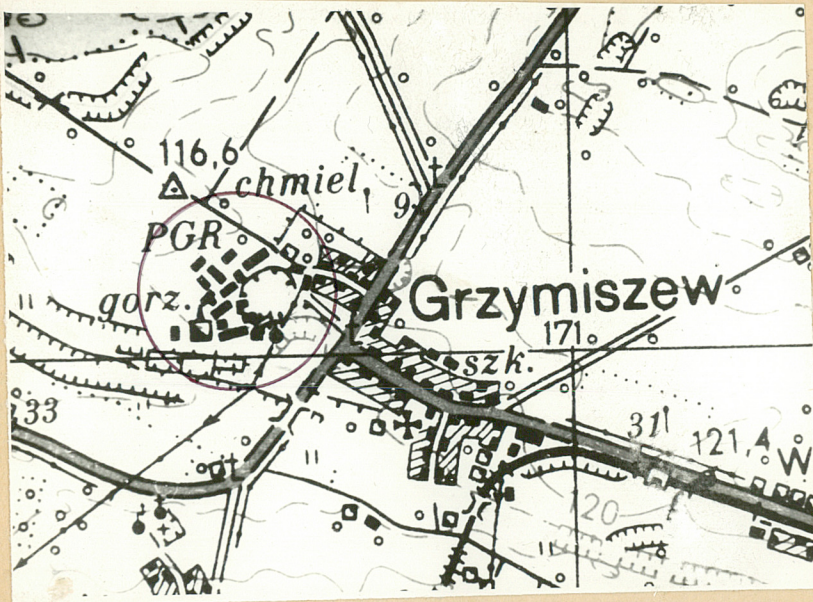 116,6
chmiel,
9
PGR
gorz.
Grzymiszew
171
szk.
33
31
121,4
W
120